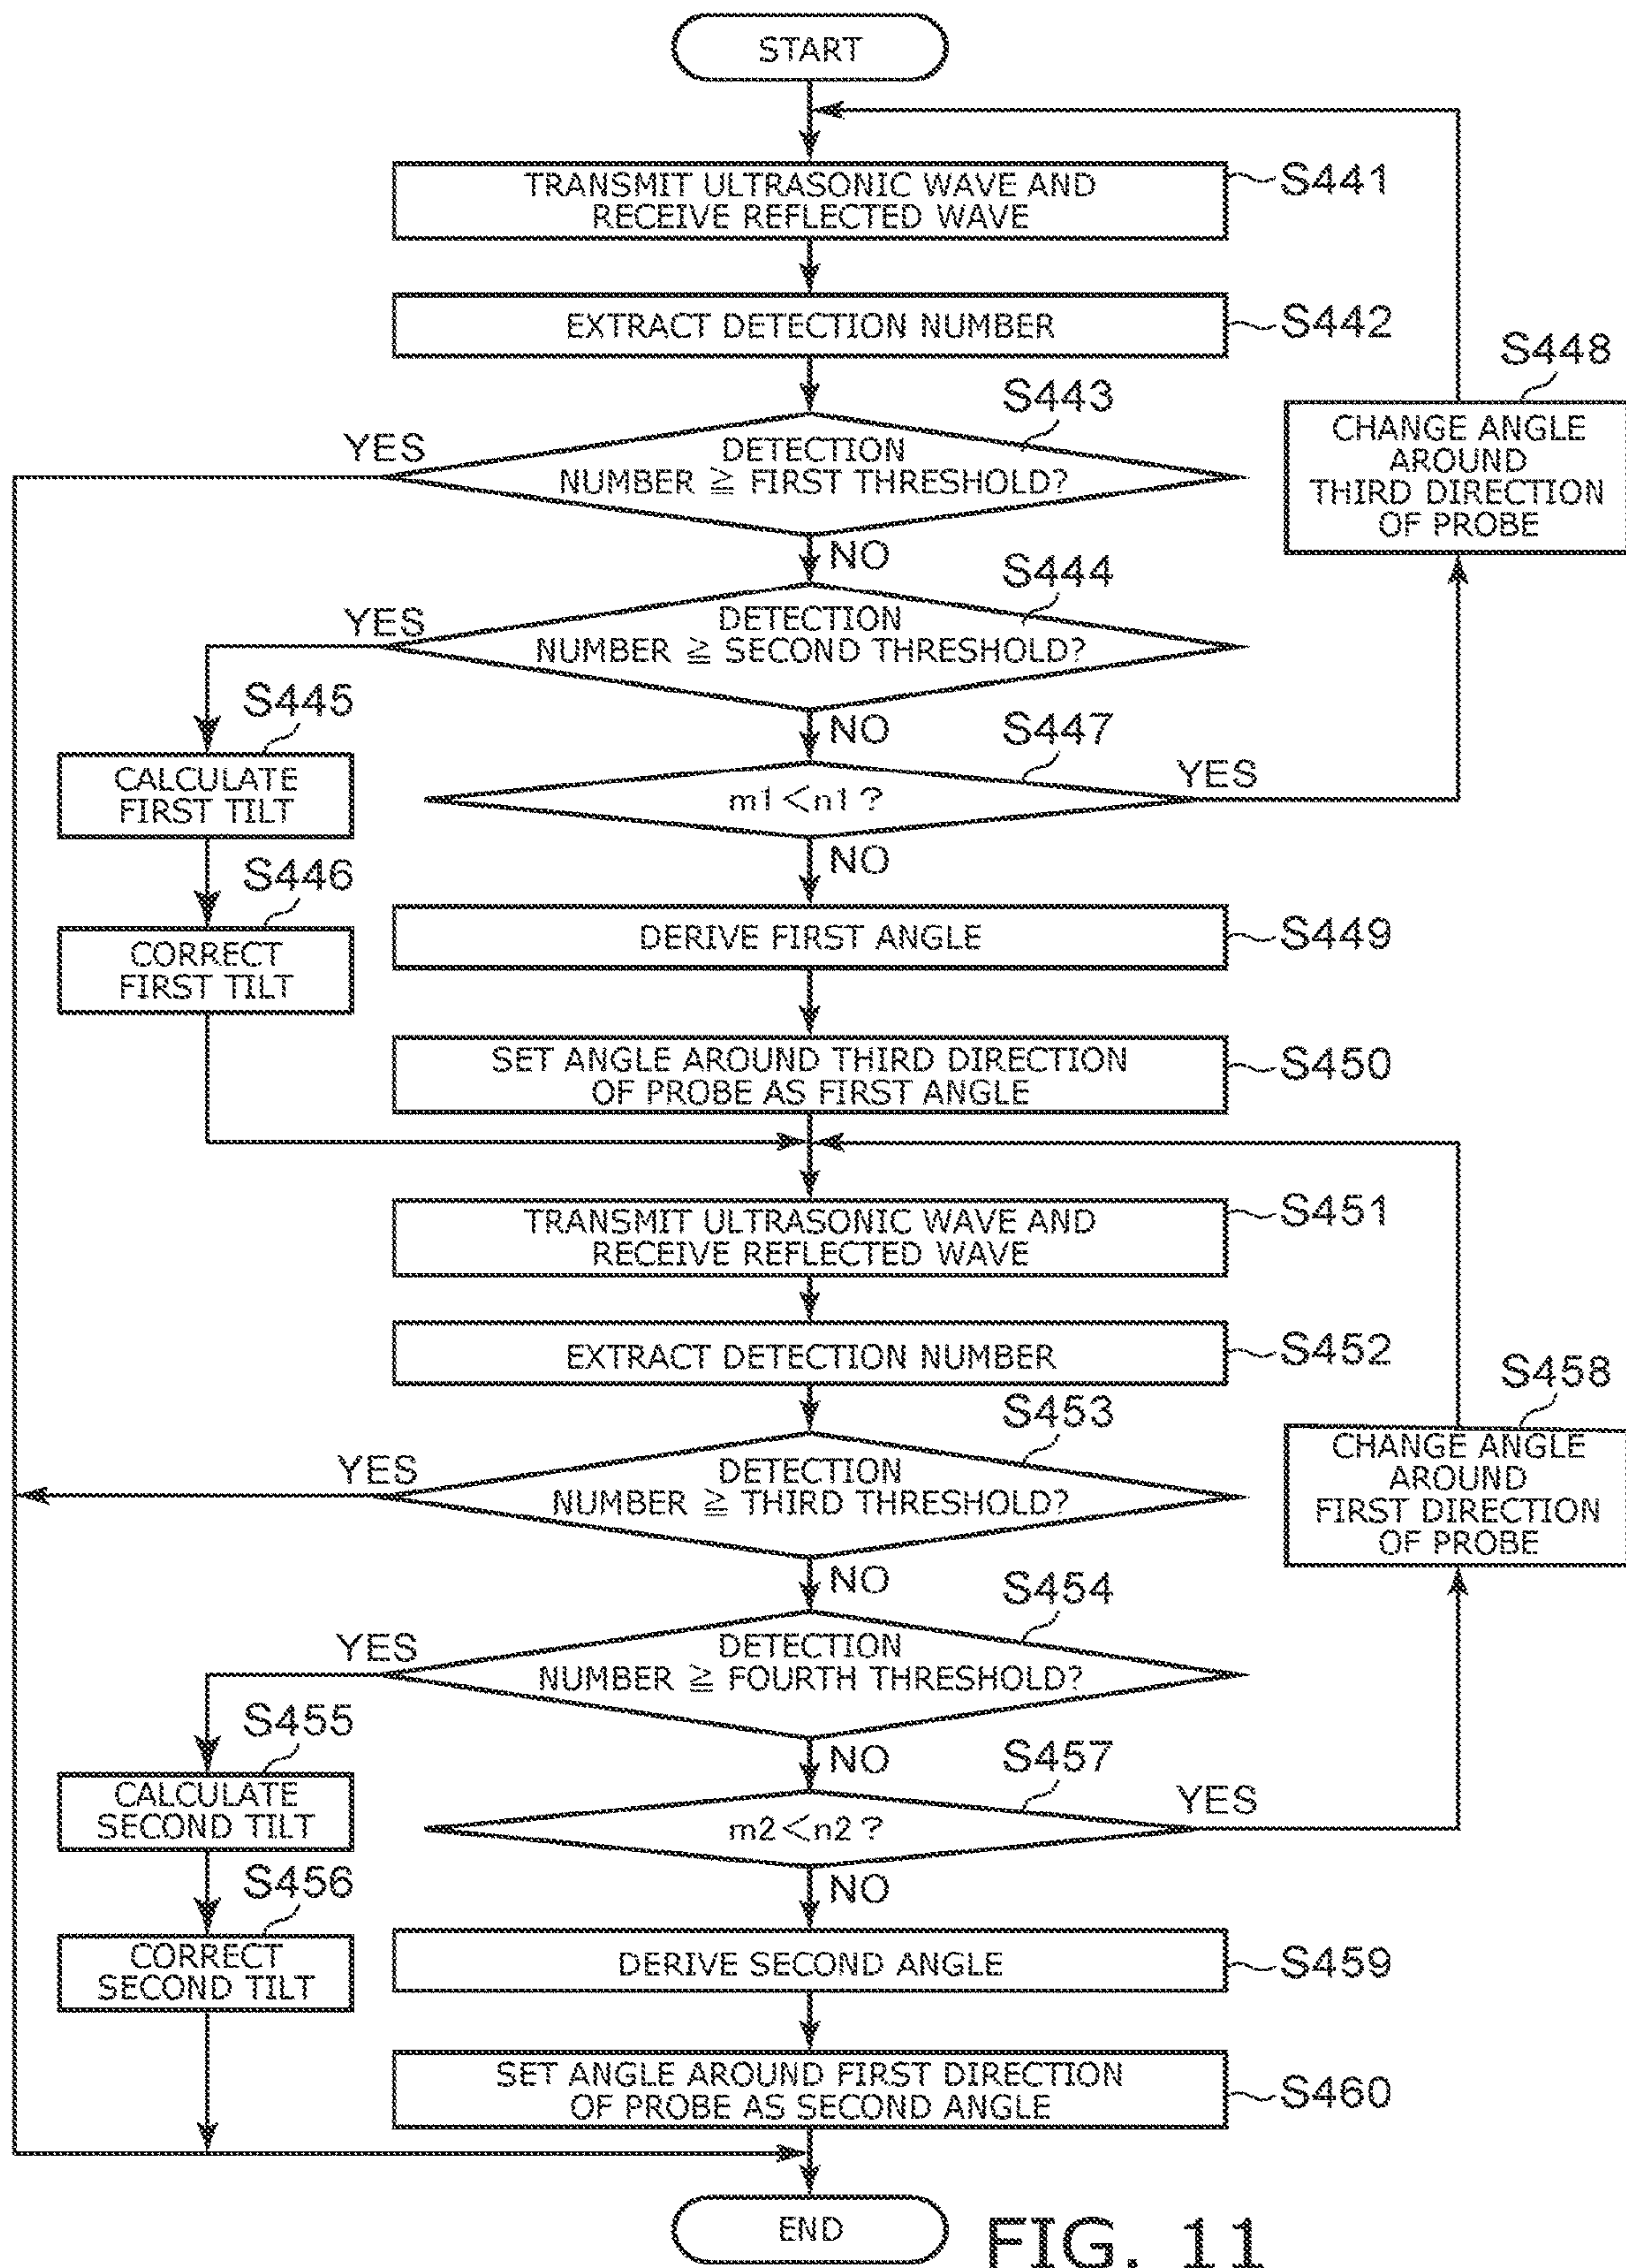 START
TRANSMIT ULTRASONIC WAVE AND
RECEIVE REFLECTED WAVE
S441
EXTRACT DETECTION NUMBER
S442
S443
DETECTION
NUMBER ≧ FIRST THRESHOLD?
YES
NO
S448
CHANGE ANGLE
AROUND
THIRD DIRECTION
OF PROBE
S444
DETECTION
NUMBER ≧ SECOND THRESHOLD?
YES
NO
S445
CALCULATE
FIRST TILT
S447
m1<n1?
YES
NO
S446
CORRECT
FIRST TILT
DERIVE FIRST ANGLE
S449
SET ANGLE AROUND THIRD DIRECTION
OF PROBE AS FIRST ANGLE
S450
TRANSMIT ULTRASONIC WAVE AND
RECEIVE REFLECTED WAVE
S451
EXTRACT DETECTION NUMBER
S452
S453
DETECTION
NUMBER ≧ THIRD THRESHOLD?
YES
NO
S458
CHANGE ANGLE
AROUND
FIRST DIRECTION
OF PROBE
S454
DETECTION
NUMBER ≧ FOURTH THRESHOLD?
YES
NO
S455
CALCULATE
SECOND TILT
S457
m2<n2?
YES
NO
S456
CORRECT
SECOND TILT
DERIVE SECOND ANGLE
S459
SET ANGLE AROUND FIRST DIRECTION
OF PROBE AS SECOND ANGLE
S460
END
FIG. 11